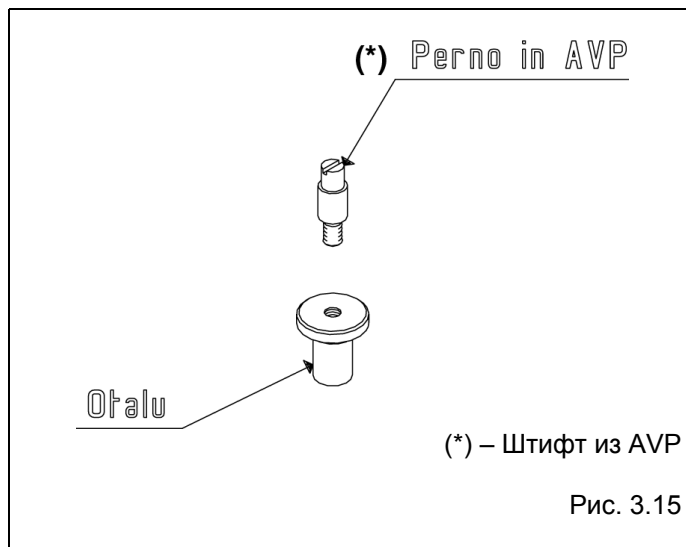 (*) Perno in AVP
Otalu
(*) – Штифт из AVP
Рис. 3.15